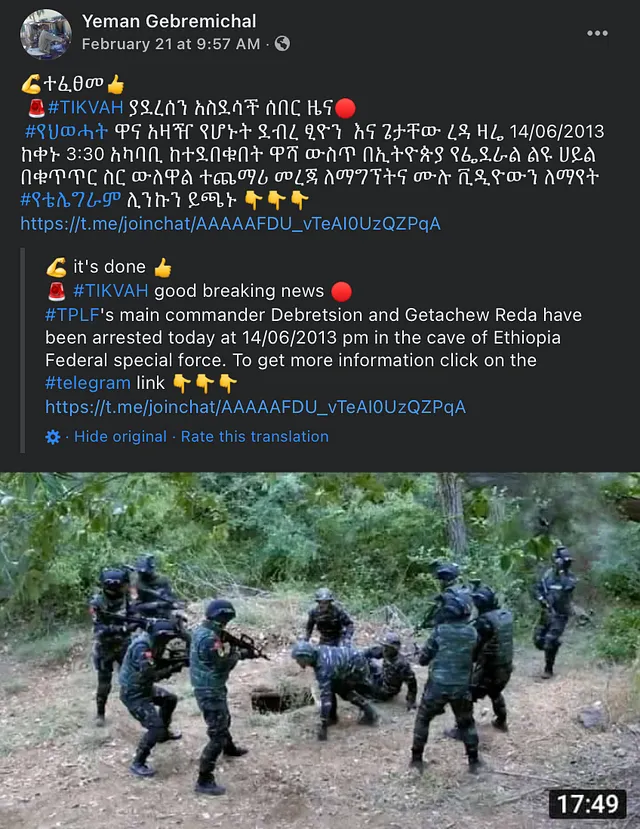 Yeman Gebremichal
February 21 at 9:57 AM ·
💪ተፈፀመ👍
🚨#TIKVAH ያደረሰን አስደሳች ሰበር ዜና🔴
#የህወሓት ዋና አዛዥ የሆኑት ደብረ ፂዮን እና ጌታቸው ረዳ ዛሬ 14/06/2013
ከቀኑ 3:30 አካባቢ ከተደበቁበት ዋሻ ውስጥ በኢትዮጵያ የፌደራል ልዩ ሀይል
በቁጥጥር ስር ውለዋል ተጨማሪ መረጃ ለማግኘትና ሙሉ ቪዲዮውን ለማየት
#የቴሌግራም ሊንኩን ይጫኑ 👇👇👇
https://t.me/joinchat/AAAAAFDU_vTeAI0UzQZPqA
💪 it's done 👍
🚨 #TIKVAH good breaking news 🔴
#TPLF's main commander Debretsion and Getachew Reda have
been arrested today at 14/06/2013 pm in the cave of Ethiopia
Federal special force. To get more information click on the
#telegram link 👇👇👇
https://t.me/joinchat/AAAAAFDU_vTeAI0UzQZPqA
· Hide original · Rate this translation
17:49